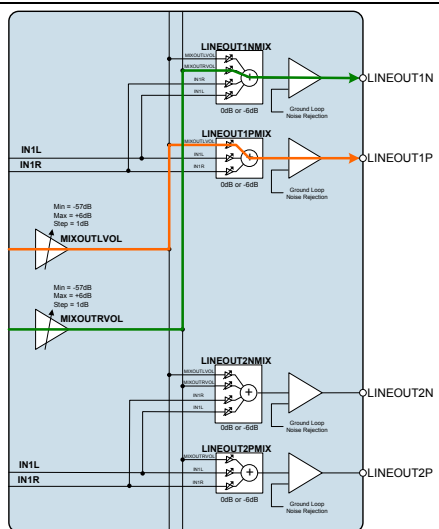 LINEOUT1NMIX
MIXOUTLVOL
MIXOUTRVOL
IN1R
IN1L
0dB or -6dB
Ground Loop
Noise Rejection
LINEOUT1N
LINEOUT1PMIX
MIXOUTLVOL
IN1L
IN1R
0dB or -6dB
Ground Loop
Noise Rejection
LINEOUT1P
IN1L
IN1R
Min = -57dB
Max = +6dB
Step = 1dB
MIXOUTLVOL
Min = -57dB
Max = +6dB
Step = 1dB
MIXOUTRVOL
LINEOUT2NMIX
MIXOUTLVOL
MIXOUTRVOL
IN1R
IN1L
0dB or -6dB
Ground Loop
Noise Rejection
LINEOUT2N
LINEOUT2PMIX
MIXOUTRVOL
IN1L
IN1R
0dB or -6dB
Ground Loop
Noise Rejection
LINEOUT2P
IN1L
IN1R